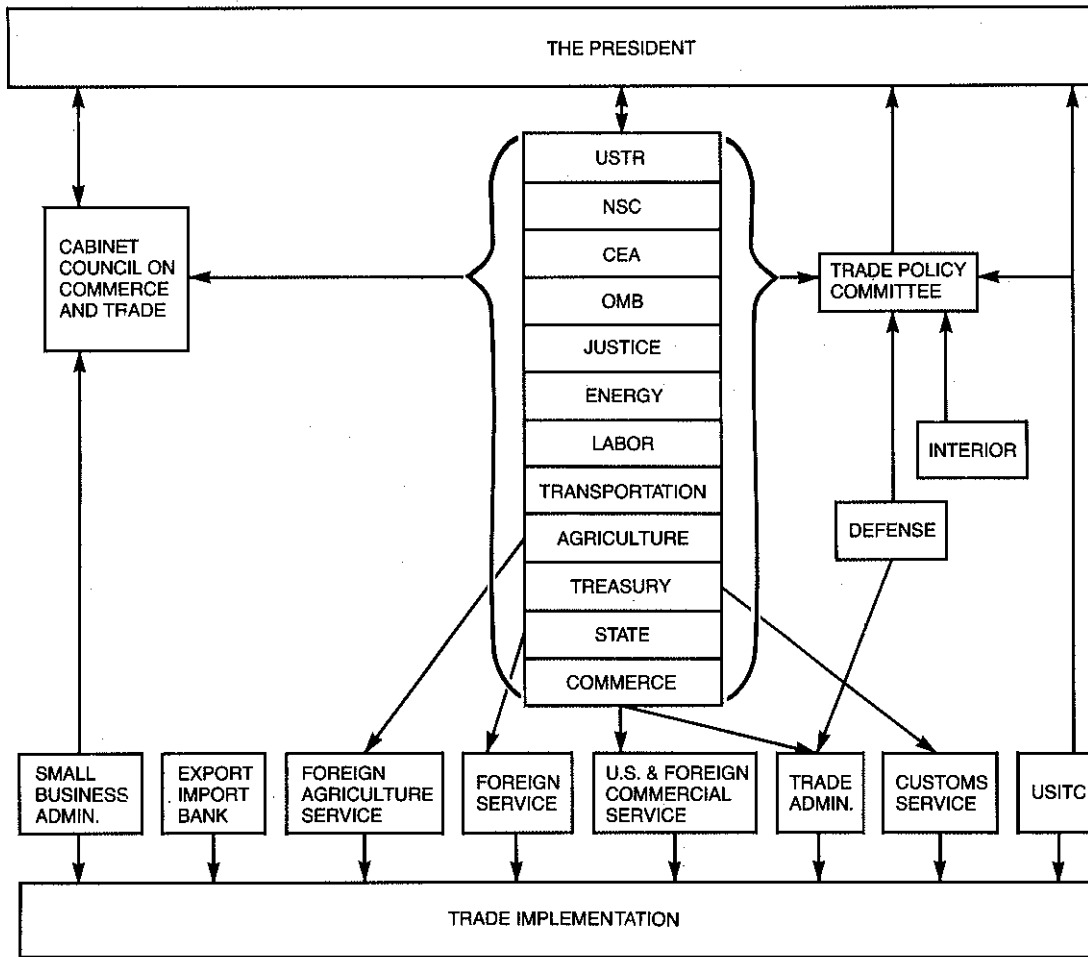 THE PRESIDENT
USTR
NSC
CEA
OMB
JUSTICE
ENERGY
LABOR
TRANSPORTATION
AGRICULTURE
TREASURY
STATE
COMMERCE
CABINET
COUNCIL ON
COMMERCE
AND TRADE
TRADE POLICY
COMMITTEE
INTERIOR
DEFENSE
SMALL
BUSINESS
ADMIN.
EXPORT
IMPORT
BANK
FOREIGN
AGRICULTURE
SERVICE
FOREIGN
SERVICE
U.S. & FOREIGN
COMMERCIAL
SERVICE
TRADE
ADMIN.
CUSTOMS
SERVICE
USITC
TRADE IMPLEMENTATION